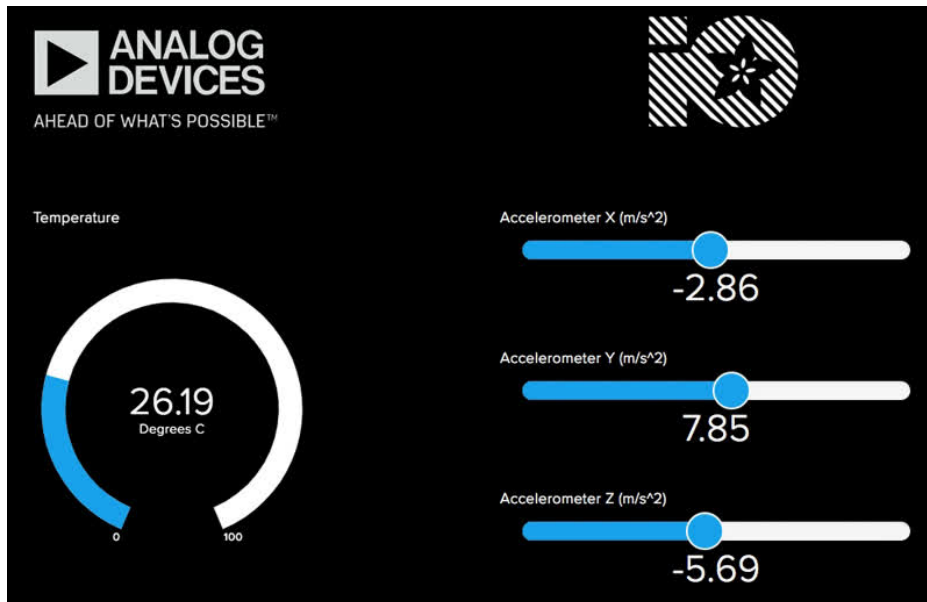 ANALOG
DEVICES
AHEAD OF WHAT'S POSSIBLE™
iO
Temperature
26.19
Degrees C
0
100
Accelerometer X (m/s^2)
-2.86
Accelerometer Y (m/s^2)
7.85
Accelerometer Z (m/s^2)
-5.69